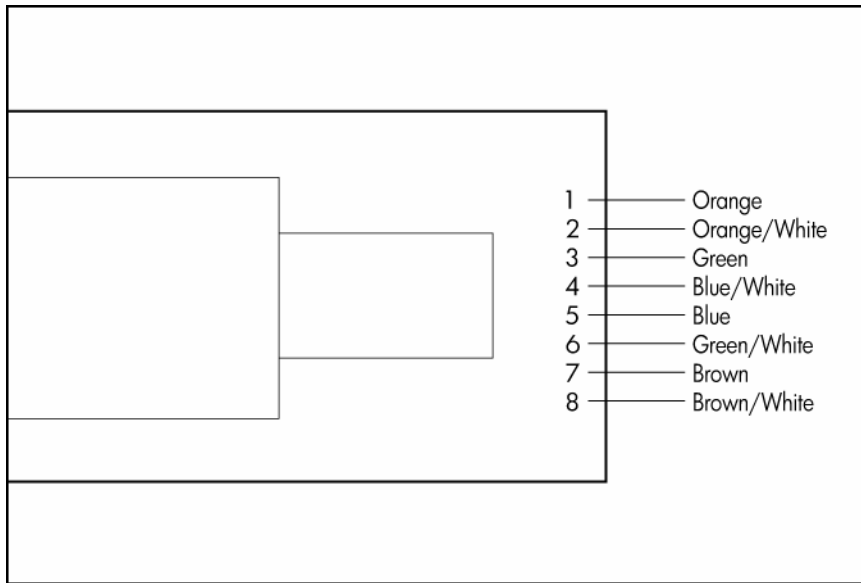 1 Orange
2 Orange/White
3 Green
4 Blue/White
5 Blue
6 Green/White
7 Brown
8 Brown/White